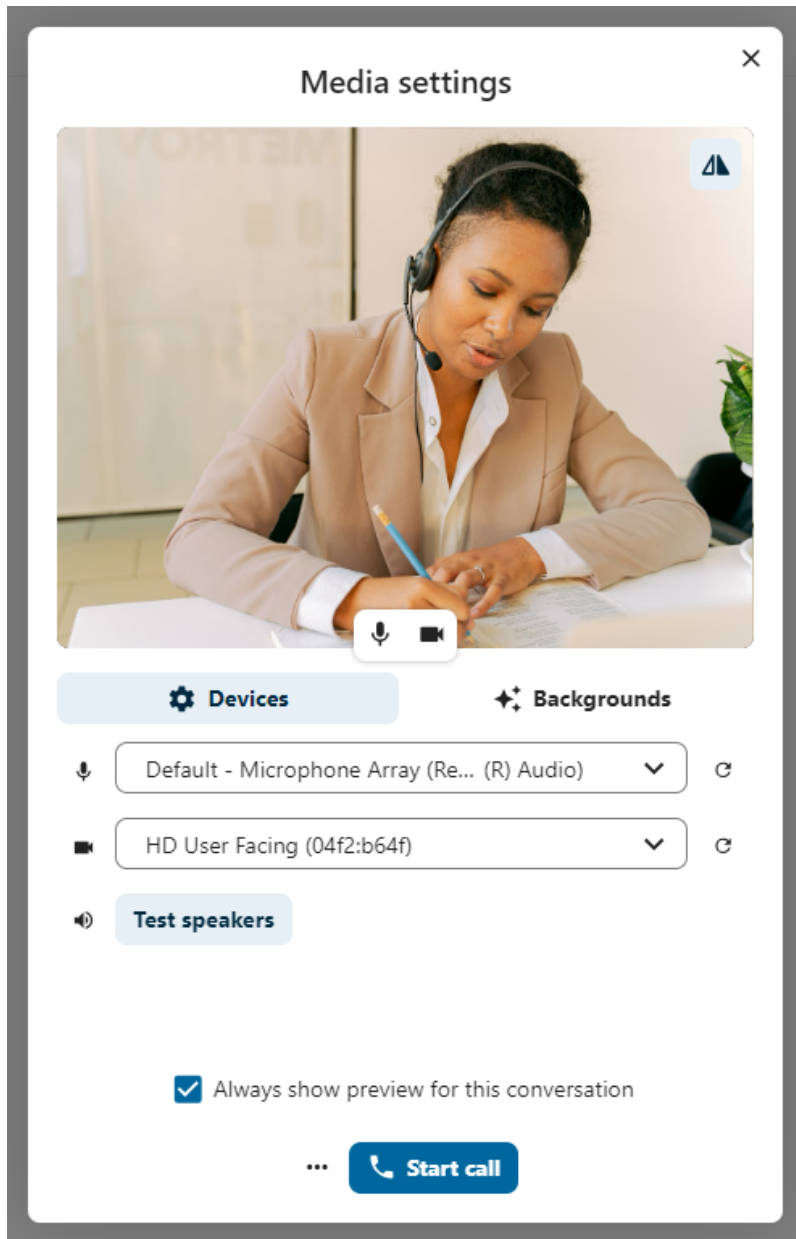 Media settings
Devices
Backgrounds
Default - Microphone Array (Re... (R) Audio)
HD User Facing (04f2:b64f)
Test speakers
Always show preview for this conversation
... Start call